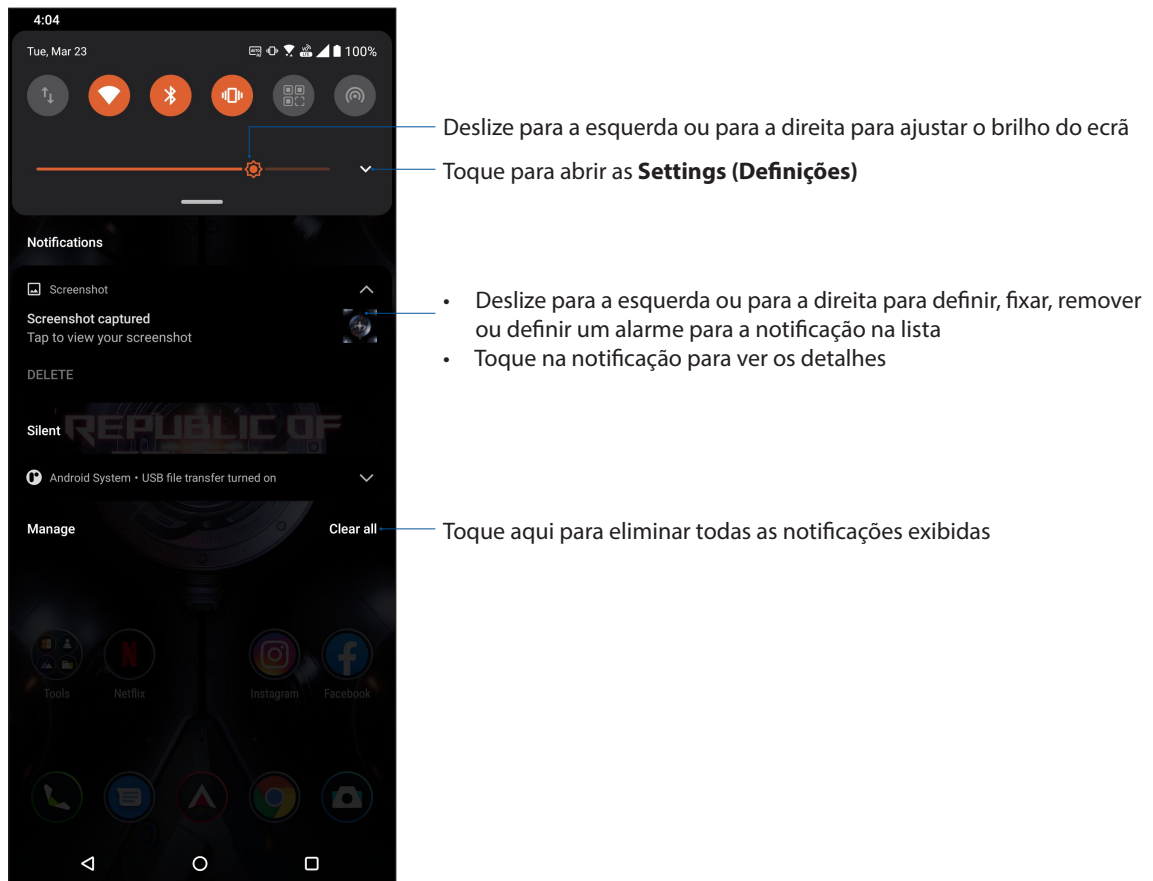 4:04
Tue, Mar 23
100%
Deslize para a esquerda ou para a direita para ajustar o brilho do ecrã
Toque para abrir as Settings (Definições)
Notifications
Screenshot
Screenshot captured
Tap to view your screenshot
DELETE
• Deslize para a esquerda ou para a direita para definir, fixar, remover
ou definir um alarme para a notificação na lista
• Toque na notificação para ver os detalhes
Silent
REPUBLIC OF
Android System • USB file transfer turned on
Manage
Clear all
Toque aqui para eliminar todas as notificações exibidas
Tools
Netflix
Instagram
Facebook